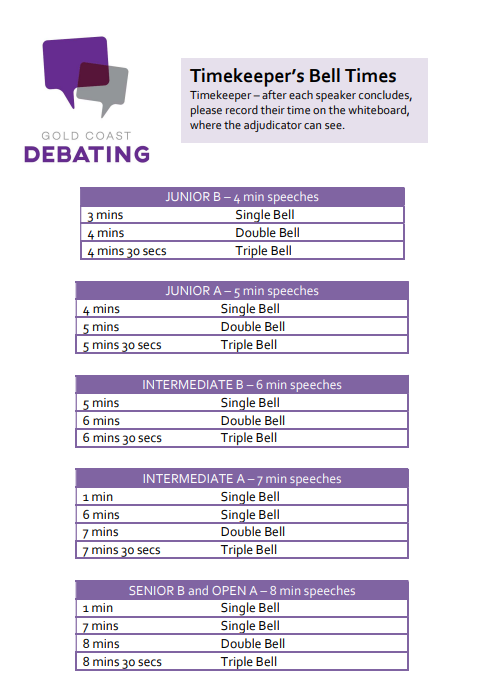 GOLD COAST
DEBATING
Timekeeper's Bell Times
Timekeeper – after each speaker concludes,
please record their time on the whiteboard,
where the adjudicator can see.
JUNIOR B – 4 min speeches
3 mins Single Bell
4 mins Double Bell
4 mins 30 secs Triple Bell
JUNIOR A – 5 min speeches
4 mins Single Bell
5 mins Double Bell
5 mins 30 secs Triple Bell
INTERMEDIATE B – 6 min speeches
5 mins Single Bell
6 mins Double Bell
6 mins 30 secs Triple Bell
INTERMEDIATE A – 7 min speeches
1 min Single Bell
6 mins Single Bell
7 mins Double Bell
7 mins 30 secs Triple Bell
SENIOR B and OPEN A – 8 min speeches
1 min Single Bell
7 mins Single Bell
8 mins Double Bell
8 mins 30 secs Triple Bell